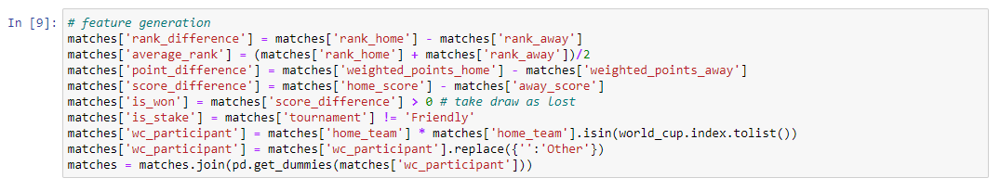 In [9]: # feature generation
matches['rank_difference'] = matches['rank_home'] - matches['rank_away']
matches['average_rank'] = (matches['rank_home'] + matches['rank_away'])/2
matches['point_difference'] = matches['weighted_points_home'] - matches['weighted_points_away']
matches['score_difference'] = matches['home_score'] - matches['away_score']
matches['is_won'] = matches['score_difference'] > 0 # take draw as lost
matches['is_stake'] = matches['tournament'] != 'Friendly'
matches['wc_participant'] = matches['home_team'] * matches['home_team'].isin(world_cup.index.tolist())
matches['wc_participant'] = matches['wc_participant'].replace({'':'Other'})
matches = matches.join(pd.get_dummies(matches['wc_participant']))